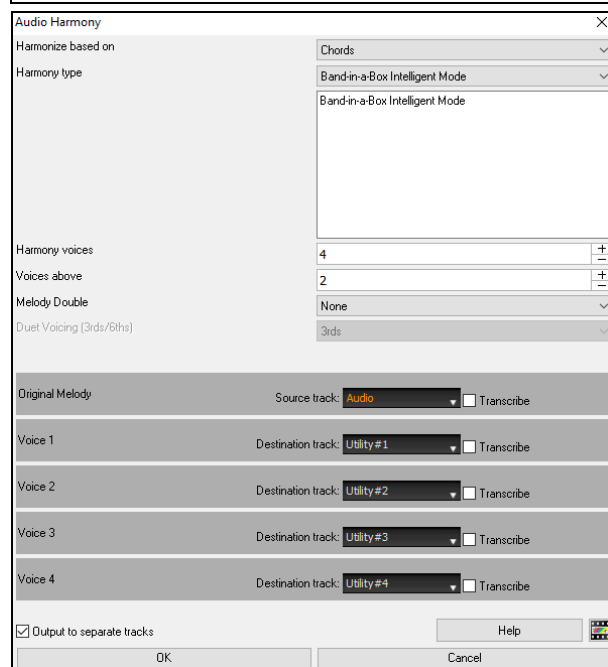 Audio Harmony
Harmonize based on Chords
Harmony type Band-in-a-Box Intelligent Mode
Band-in-a-Box Intelligent Mode
Harmony voices 4
Voices above 2
Melody Double None
Duet Voicing (3rds/6ths) 3rds
Original Melody Source track: Audio Transcribe
Voice 1 Destination track: Utility#1 Transcribe
Voice 2 Destination track: Utility#2 Transcribe
Voice 3 Destination track: Utility#3 Transcribe
Voice 4 Destination track: Utility#4 Transcribe
Output to separate tracks Help
OK Cancel